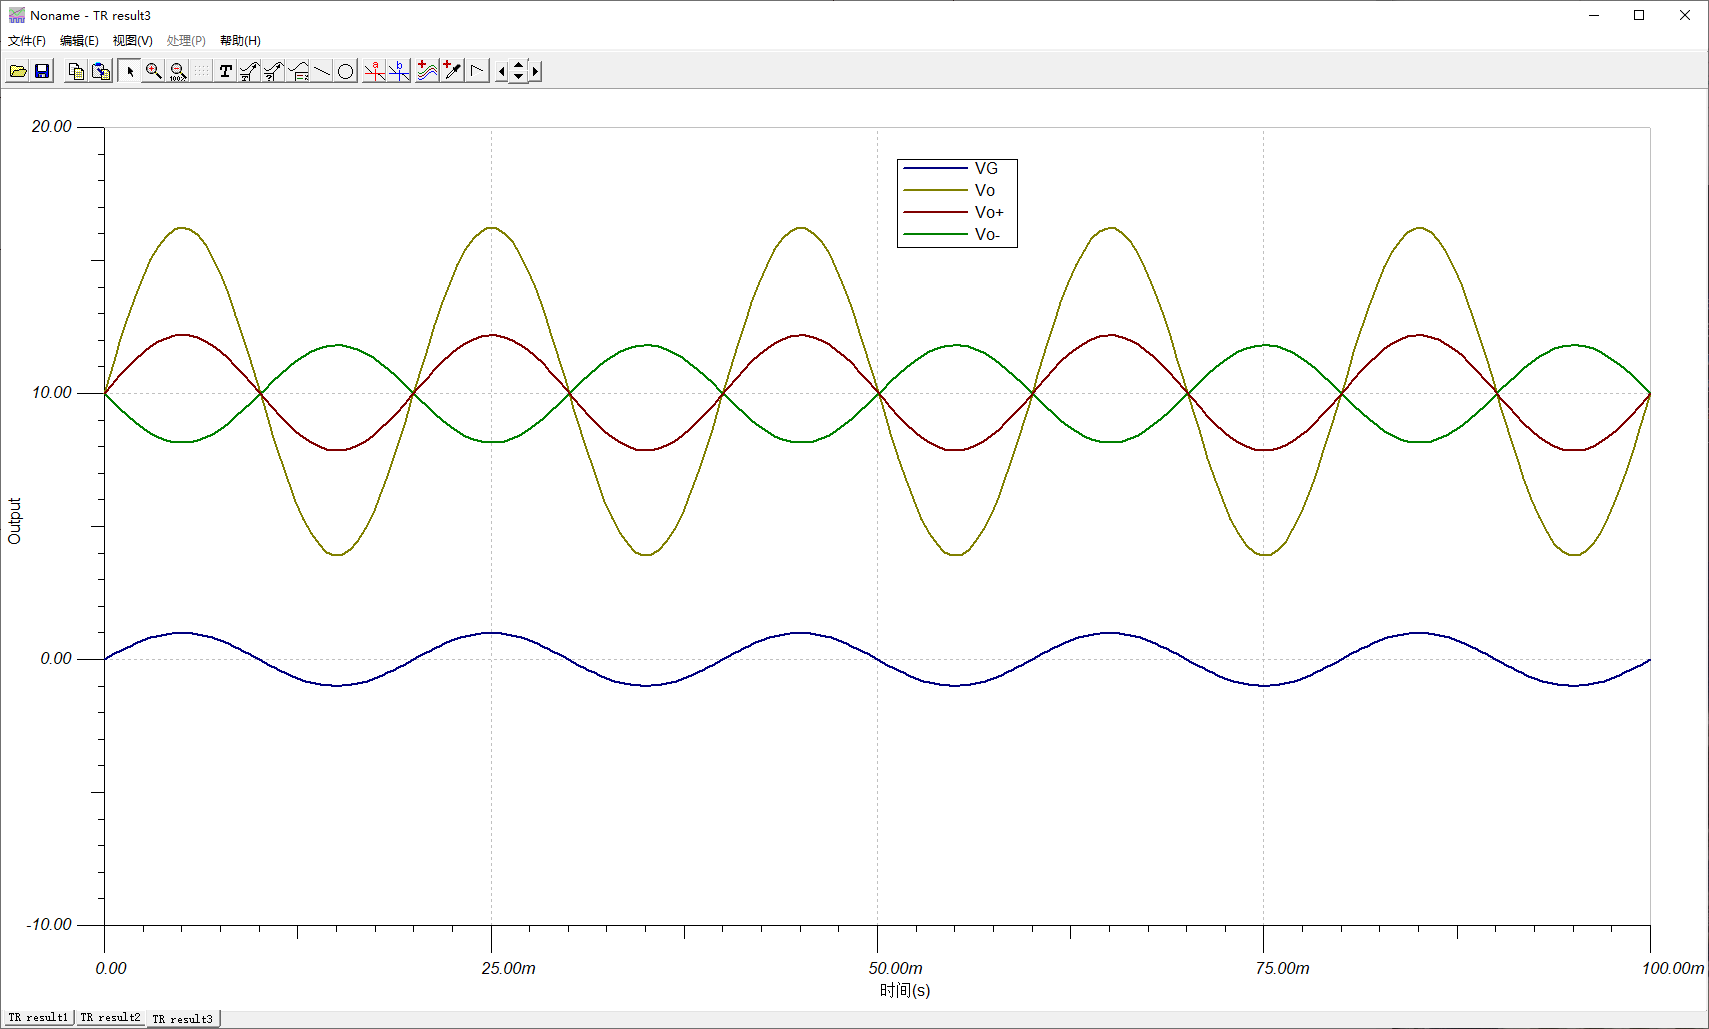 Noname - TR result3
文件(F) 编辑(E) 视图(V) 处理(P) 帮助(H)
100%
T
a
b
20.00
VG
Vo
Vo+
Vo-
10.00
Output
0.00
-10.00
0.00 25.00m 50.00m 75.00m 100.00m
时间(s)
TR result1 TR result2 TR result3